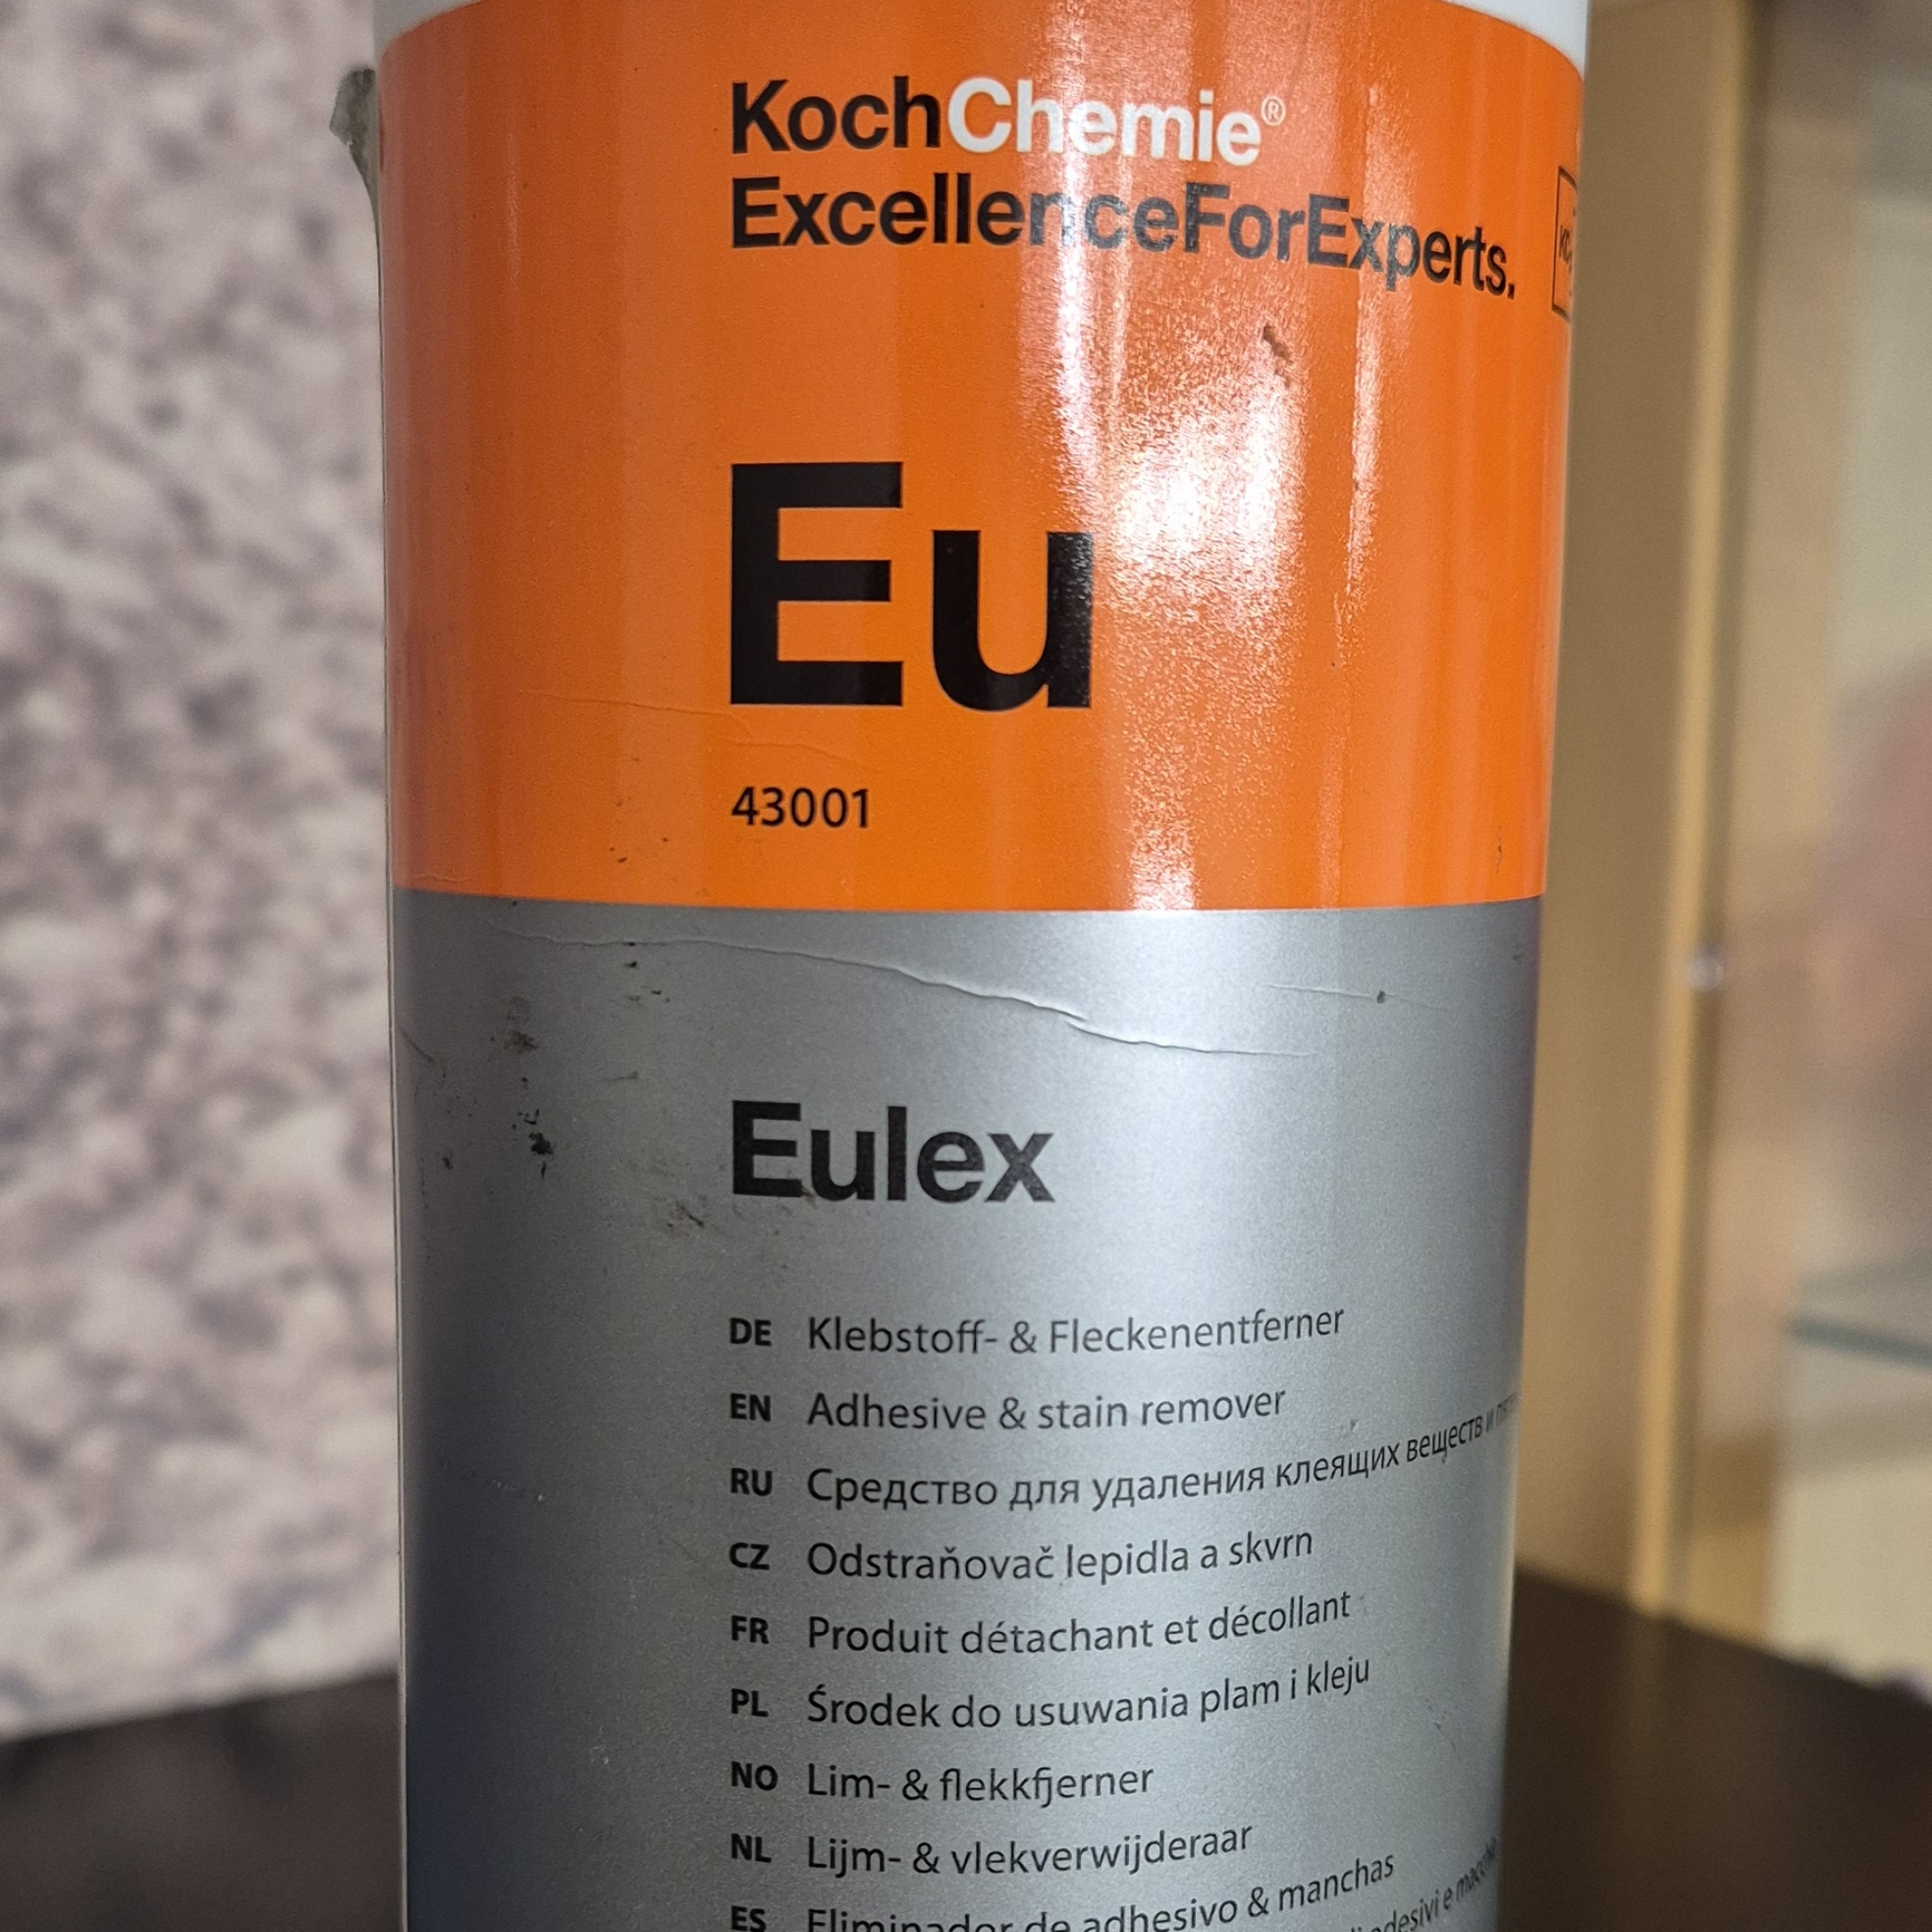 KochChemie®
ExcellenceForExperts.
Eu
43001
Eulex
DE Klebstoff- & Fleckenentferner
EN Adhesive & stain remover
RU Средство для удаления клеящих веществ и
CZ Odstraňovač lepidla a skvrn
FR Produit détachant et décollant
PL Środek do usuwania plam i kleju
NO Lim- & flekkfjerner
NL Lijm- & vlekverwijderaar
ES Eliminador de adhesivo & manchas
adesivi e